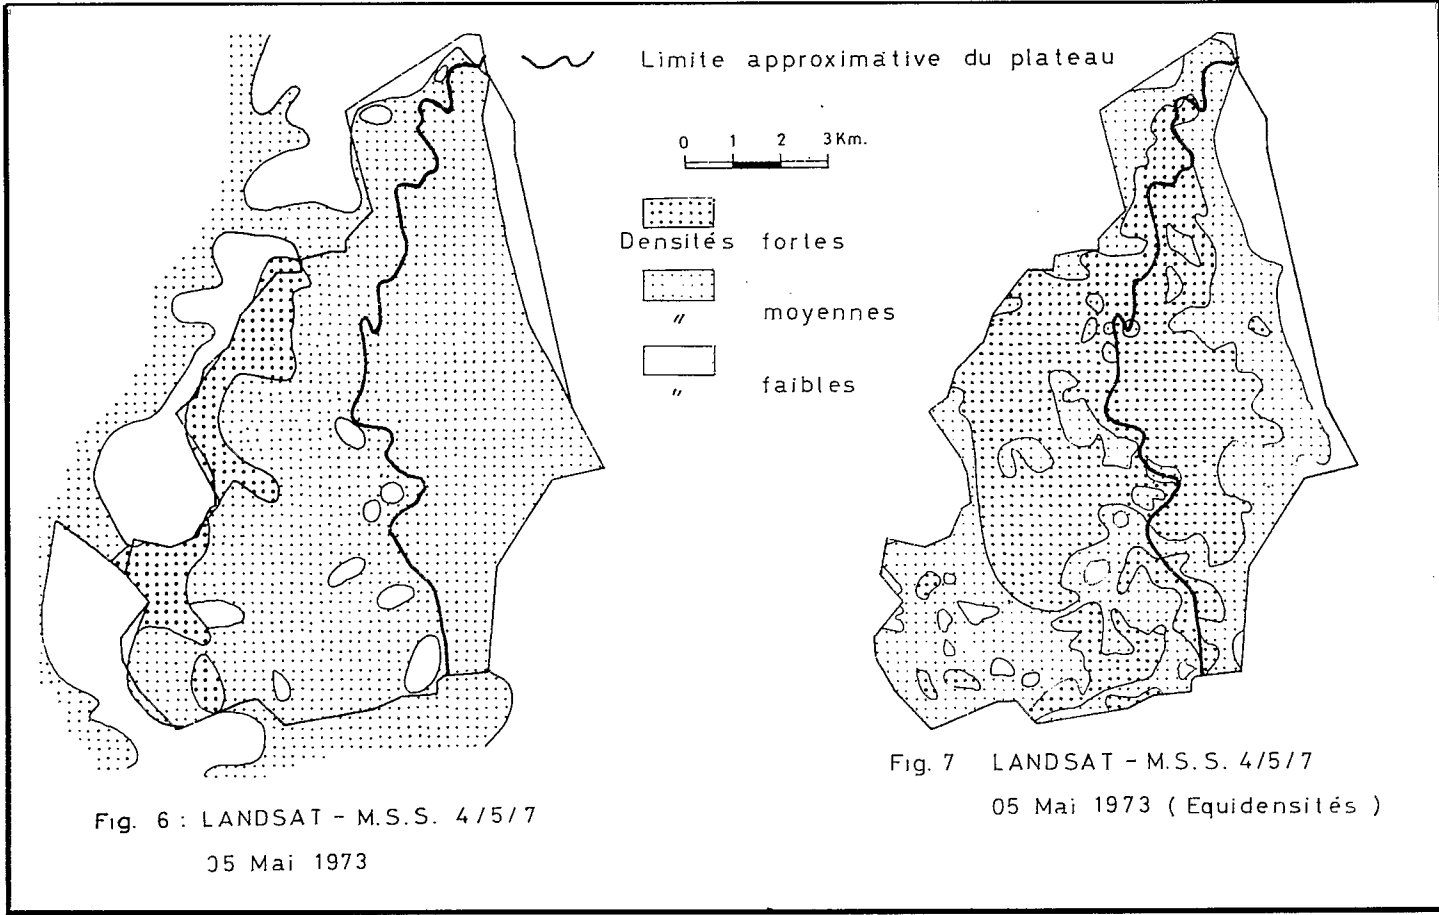 Limite approximative du plateau
0 1 2 3 Km.
Densités fortes
" moyennes
" faibles
Fig. 6 : LANDSAT - M.S.S. 4/5/7
05 Mai 1973
Fig. 7 LANDSAT - M.S.S. 4/5/7
05 Mai 1973 ( Equidensités )